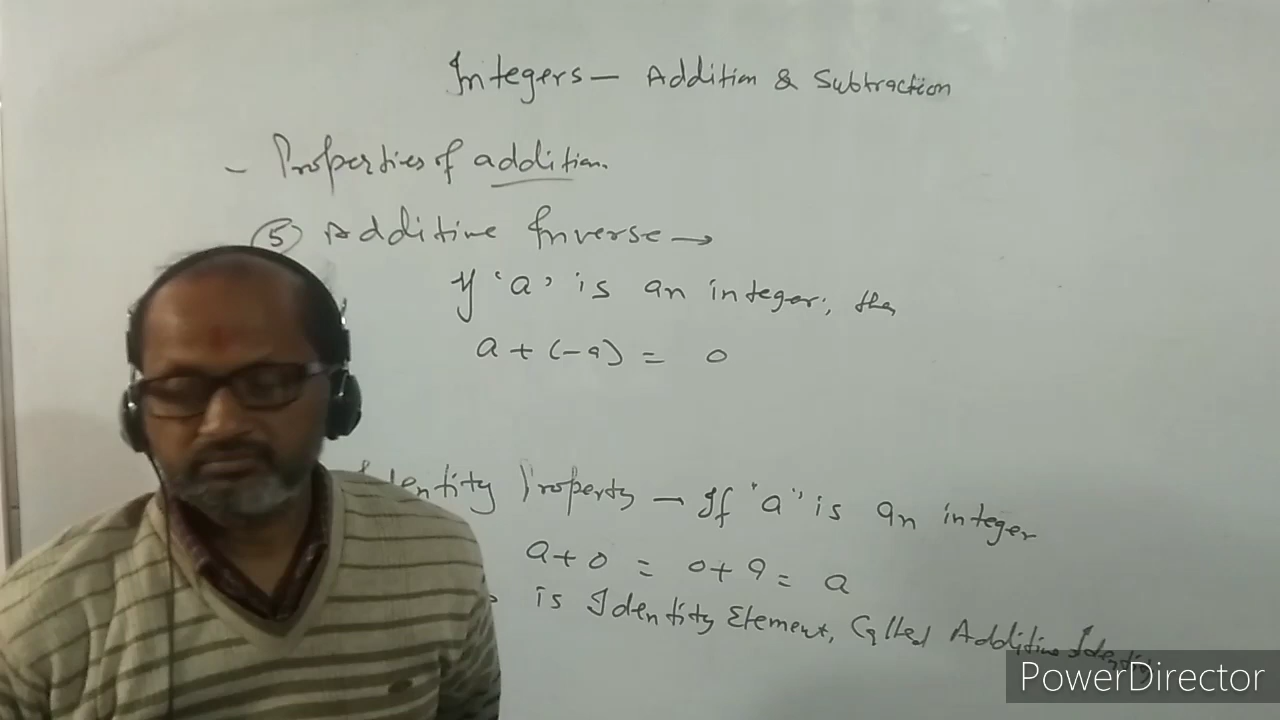 Integers — Addition & Subtraction
- Properties of addition.
⑤ Additive Inverse →
If 'a' is an integer, then
a + (-a) = 0
Identity Property — If "a" is an integer
a + 0 = 0 + a = a
is Identity Element, Called Additive Identity
PowerDirector